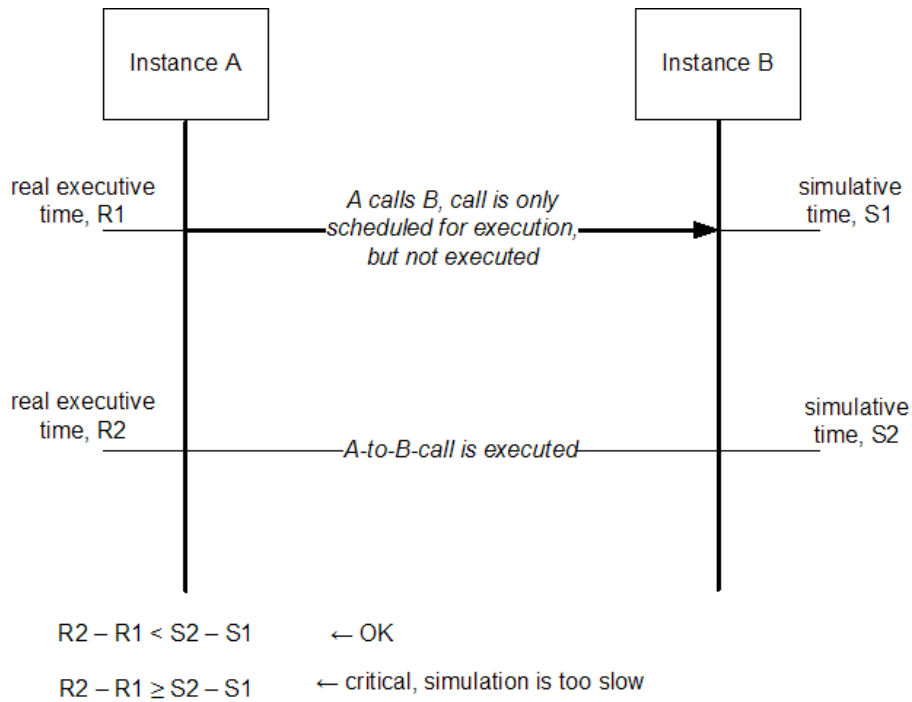 Instance A
Instance B
real executive
time, R1
A calls B, call is only
scheduled for execution,
but not executed
simulative
time, S1
real executive
time, R2
A-to-B-call is executed
simulative
time, S2
R2 – R1 < S2 – S1 ← OK
R2 – R1 ≥ S2 – S1 ← critical, simulation is too slow